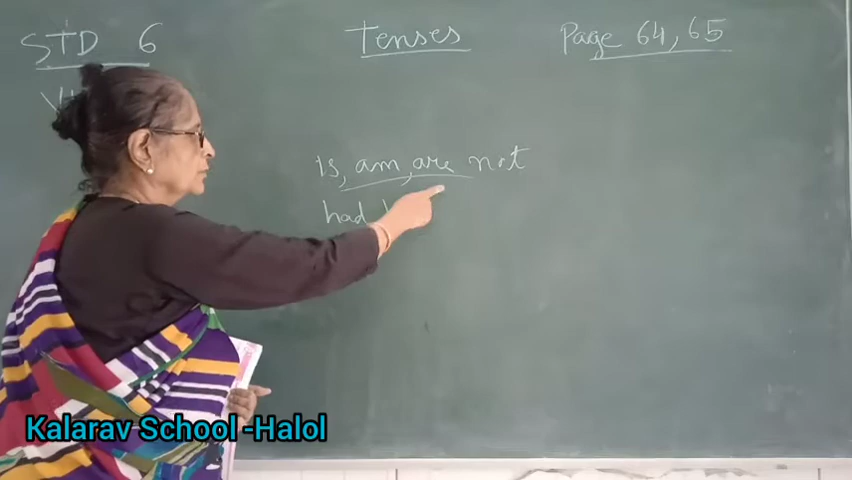 STD 6 Tenses Page 64, 65
Is, am, are not
had
Kalarav School -Halol